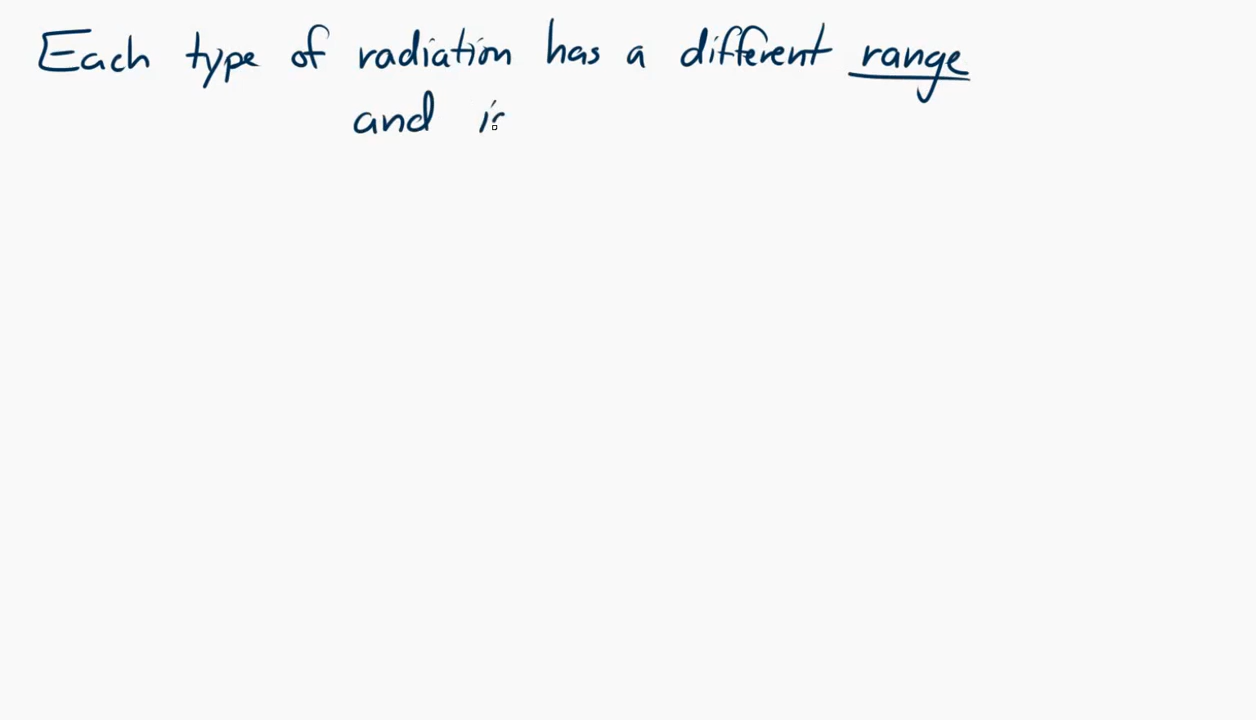 Each type of radiation has a different range
and